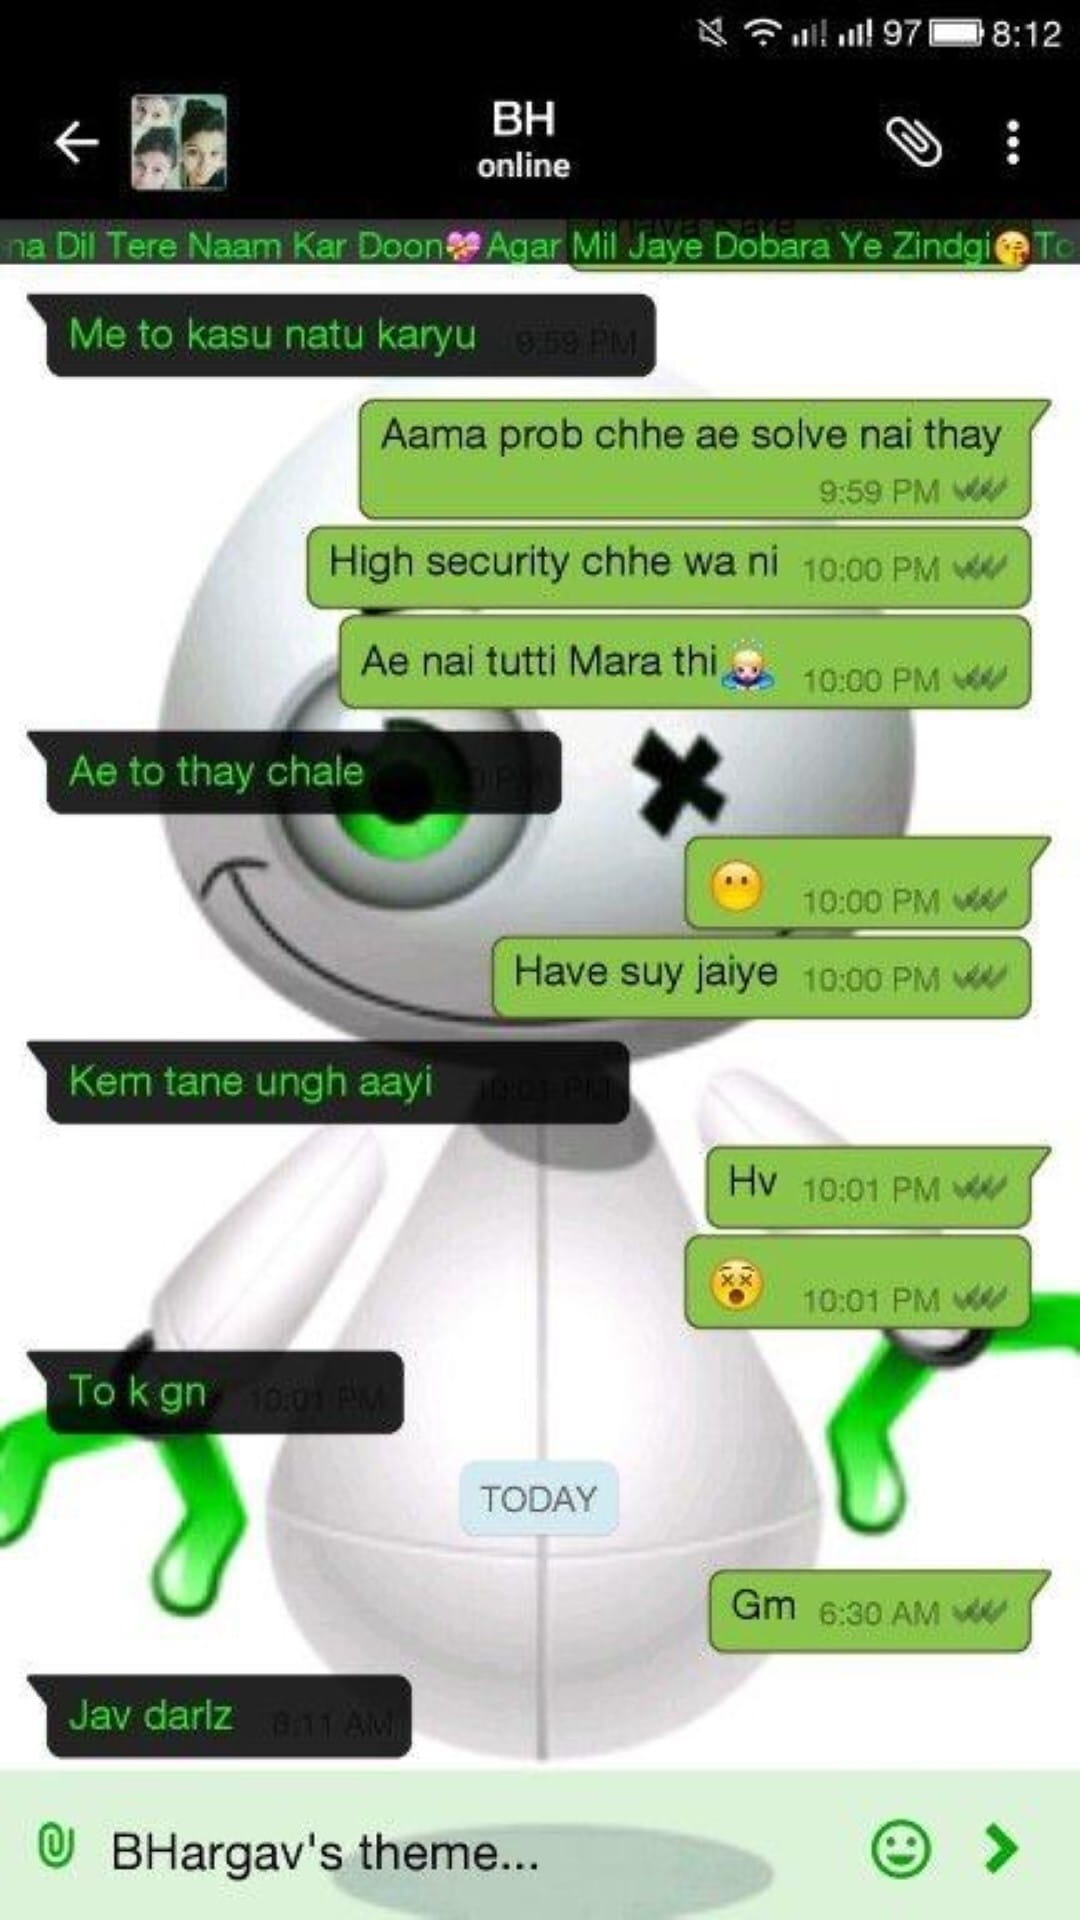 97 8:12
BH
online
na Dil Tere Naam Kar Doon💝Agar Mil Jaye Dobara Ye Zindgi😘To
Me to kasu natu karyu 9:59 PM
Aama prob chhe ae solve nai thay
9:59 PM
High security chhe wa ni 10:00 PM
Ae nai tutti Mara thi🙇 10:00 PM
Ae to thay chale
😶 10:00 PM
Have suy jaiye 10:00 PM
Kem tane ungh aayi 10:01 PM
Hv 10:01 PM
😵 10:01 PM
To k gn 10:01 PM
TODAY
Gm 6:30 AM
Jav darlz 8:11 AM
BHargav's theme...